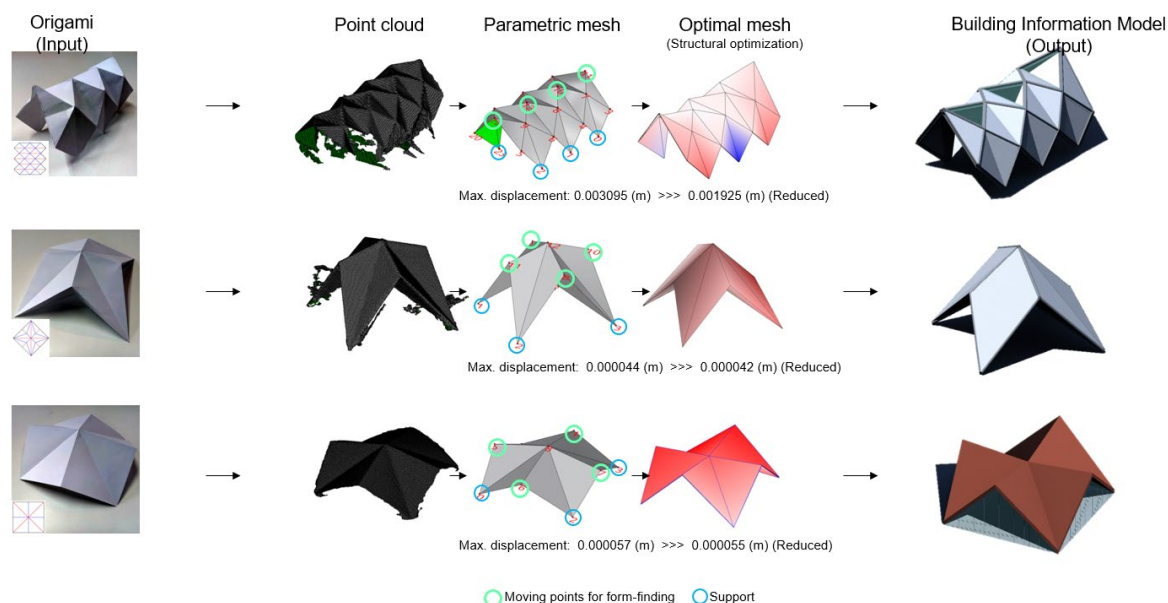 Origami
(Input)
Point cloud
Parametric mesh
Optimal mesh
(Structural optimization)
Building Information Model
(Output)
Max. displacement: 0.003095 (m) >>> 0.001925 (m) (Reduced)
10
Max. displacement: 0.000044 (m) >>> 0.000042 (m) (Reduced)
Max. displacement: 0.000057 (m) >>> 0.000055 (m) (Reduced)
Moving points for form-finding
Support